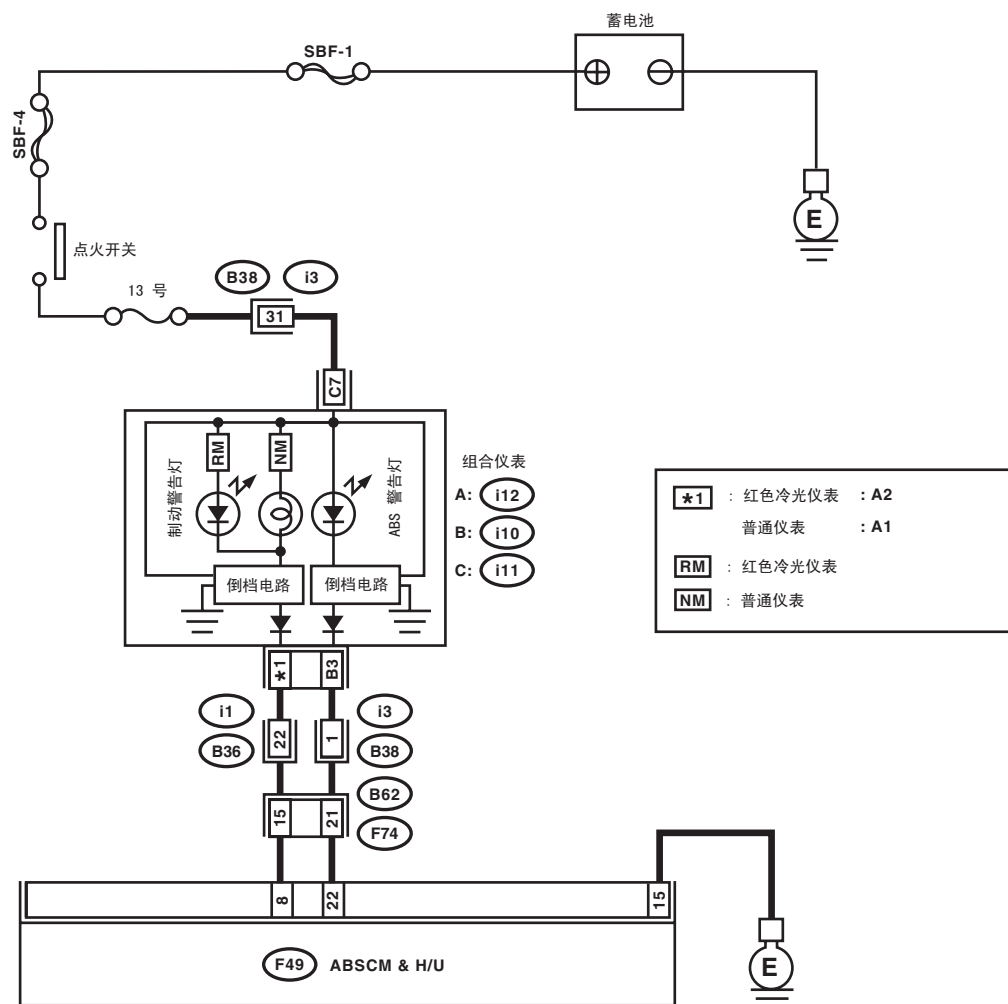 蓄电池
SBF-1
SBF-4
E
点火开关
13 号
B38
i3
31
C7
制动警告灯
RM
NM
ABS 警告灯
组合仪表
A: i12
B: i10
C: i11
倒档电路
倒档电路
*1 : 红色冷光仪表 : A2
普通仪表 : A1
RM : 红色冷光仪表
NM : 普通仪表
*1
B3
i1
B36
22
1
i3
B38
B62
F74
15
21
8
22
15
F49 ABSCM & H/U
E